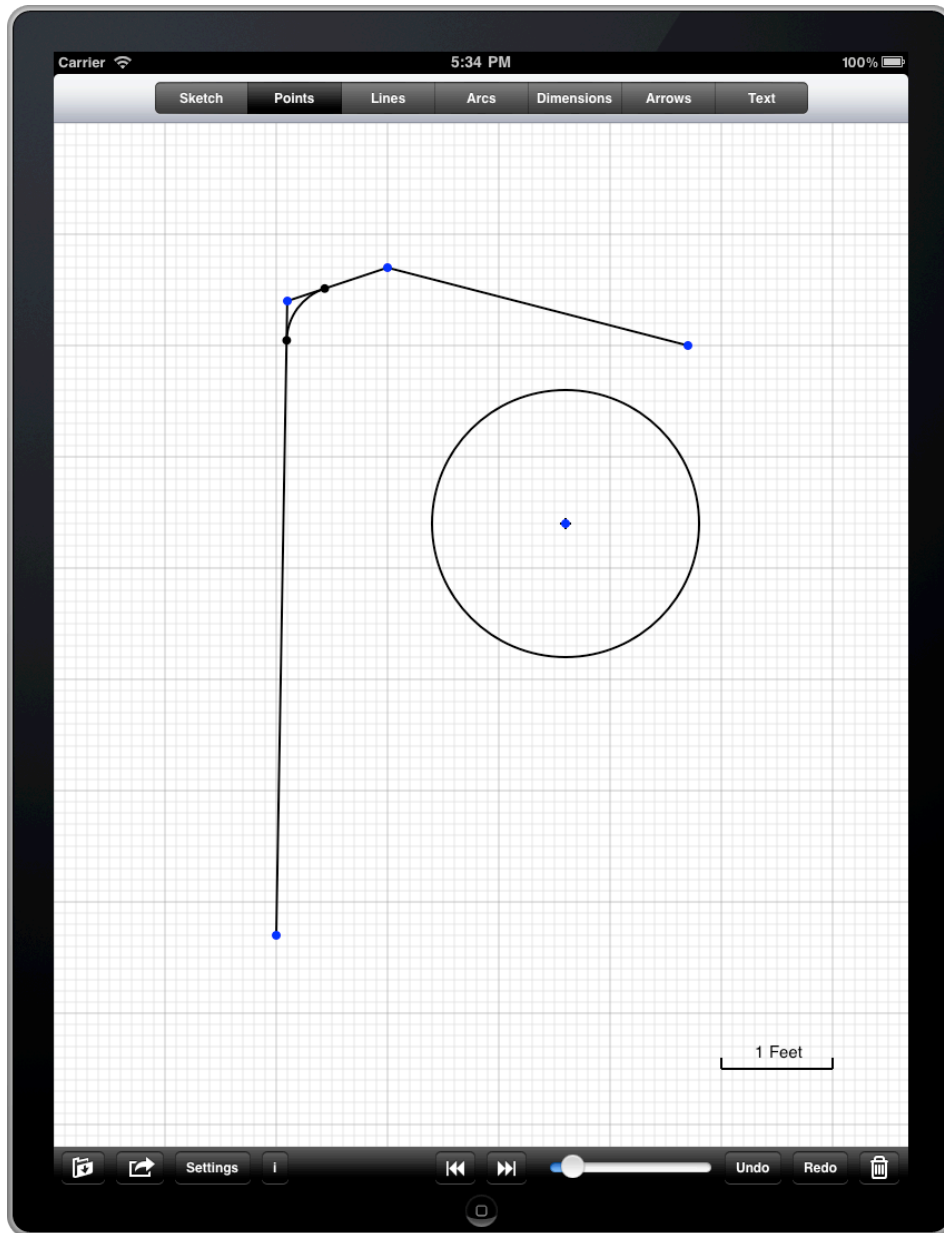 Carrier 5:34 PM 100%
Sketch Points Lines Arcs Dimensions Arrows Text
1 Feet
Settings i Undo Redo